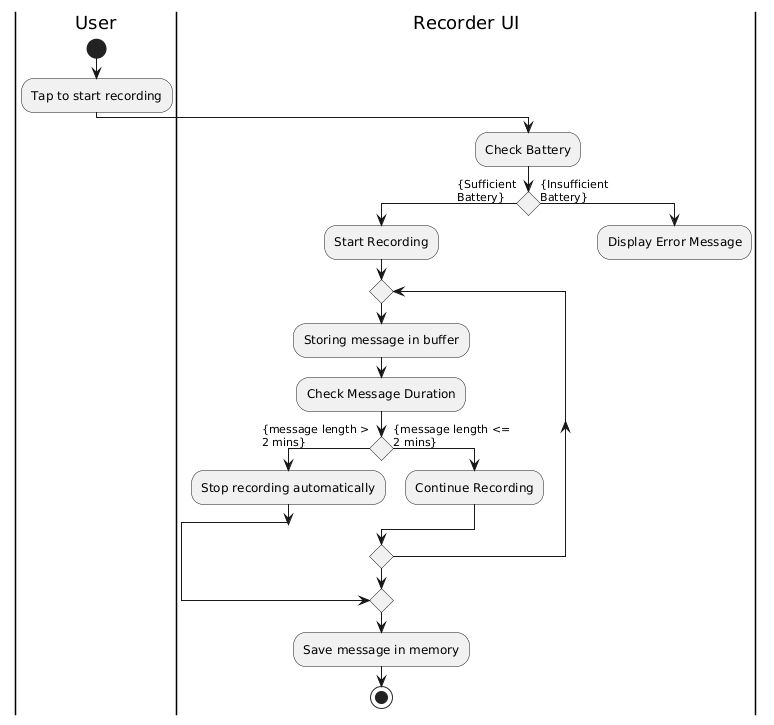 User
Recorder UI
Tap to start recording
Check Battery
{Sufficient
Battery}
{Insufficient
Battery}
Start Recording
Display Error Message
Storing message in buffer
Check Message Duration
{message length >
2 mins}
{message length <=
2 mins}
Stop recording automatically
Continue Recording
Save message in memory